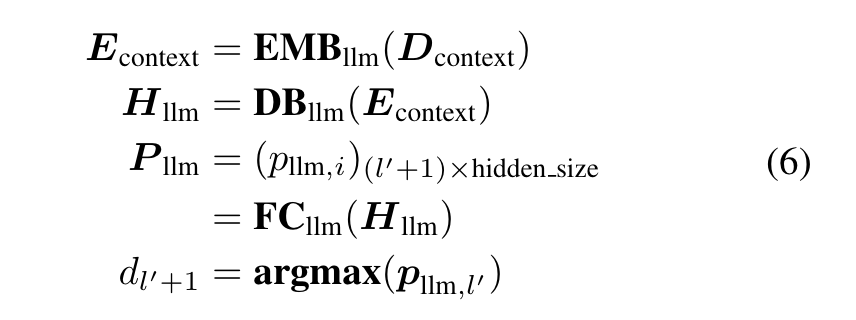 E_context = EMB_llm(D_context)
H_llm = DB_llm(E_context)
P_llm = (p_llm,i)_(l′+1)×hidden_size (6)
= FC_llm(H_llm)
d_l′+1 = argmax(p_llm,l′)